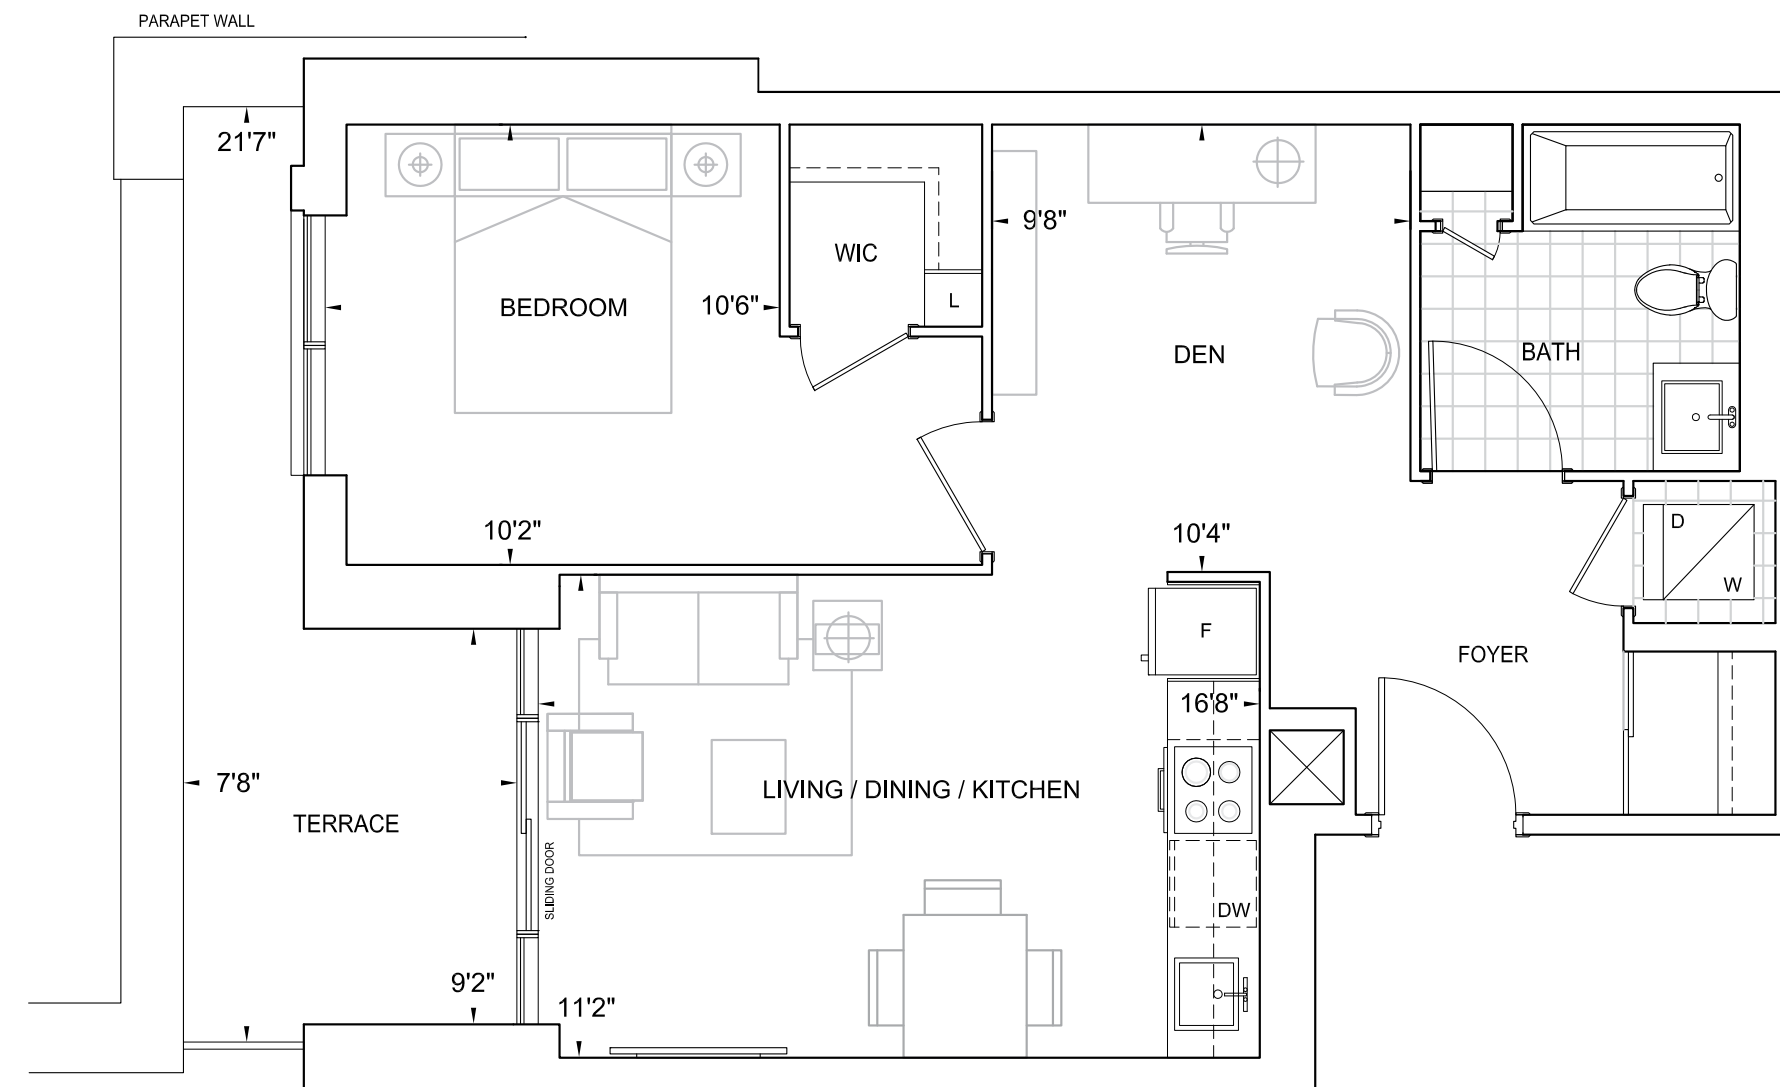 PARAPET WALL
21'7"
9'8"
WIC
10'6"
BEDROOM
L
DEN
BATH
10'2"
10'4"
D
W
F
FOYER
16'8"
7'8"
LIVING / DINING / KITCHEN
TERRACE
SLIDING DOOR
DW
9'2"
11'2"